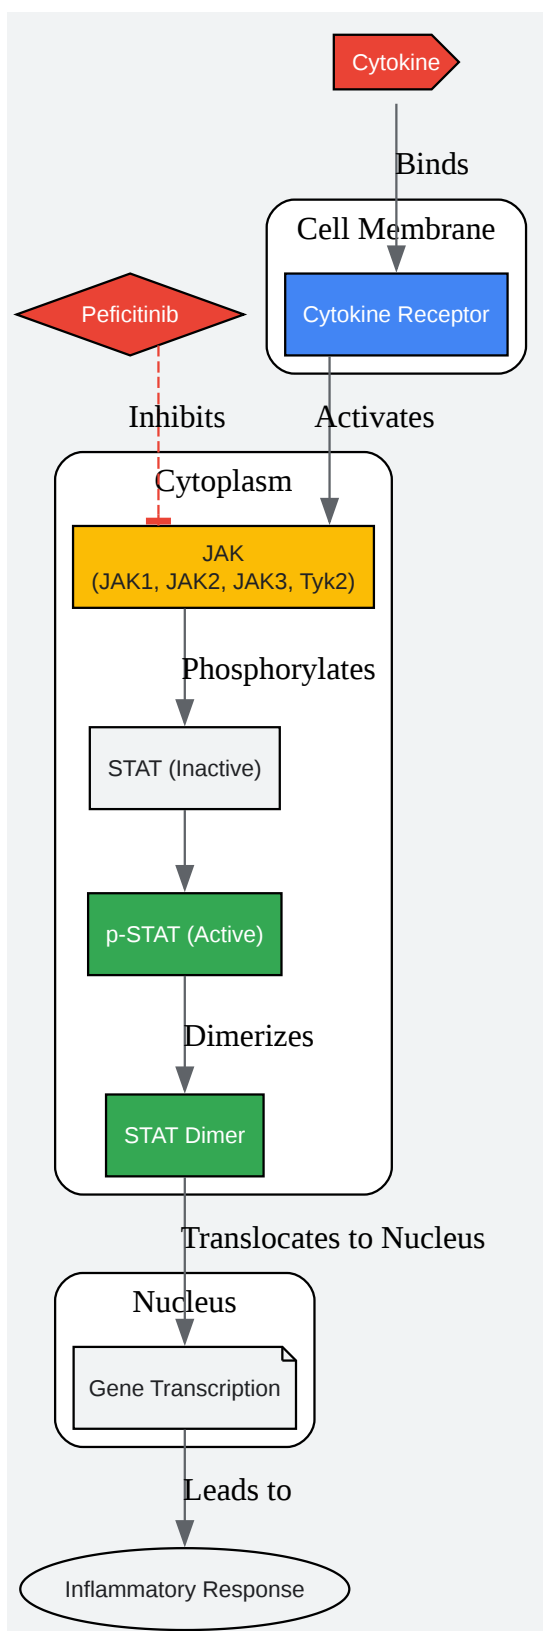 Cytokine
Binds
Cell Membrane
Peficitinib
Cytokine Receptor
Inhibits
Activates
Cytoplasm
JAK
(JAK1, JAK2, JAK3, Tyk2)
Phosphorylates
STAT (Inactive)
p-STAT (Active)
Dimerizes
STAT Dimer
Translocates to Nucleus
Nucleus
Gene Transcription
Leads to
Inflammatory Response